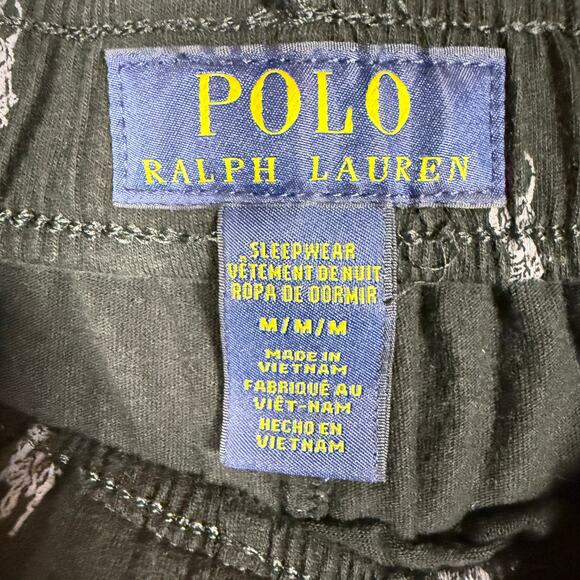 POLO
RALPH LAUREN
SLEEPWEAR
VÊTEMENT DE NUIT
ROPA DE DORMIR
M/M/M
MADE IN
VIETNAM
FABRIQUÉ AU
VIÊT-NAM
HECHO EN
VIETNAM